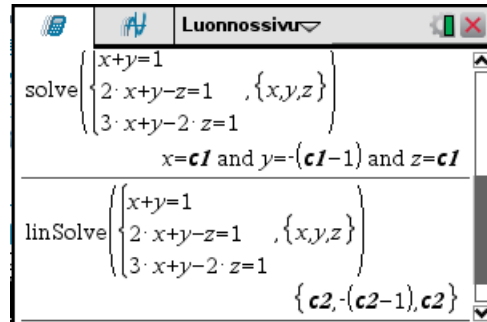 Luonnossivu
x+y=1
solve( 2·x+y−z=1 ,{x,y,z})
3·x+y−2·z=1
x=c1 and y=-(c1−1) and z=c1
x+y=1
linSolve( 2·x+y−z=1 ,{x,y,z})
3·x+y−2·z=1
{c2,-(c2−1),c2}